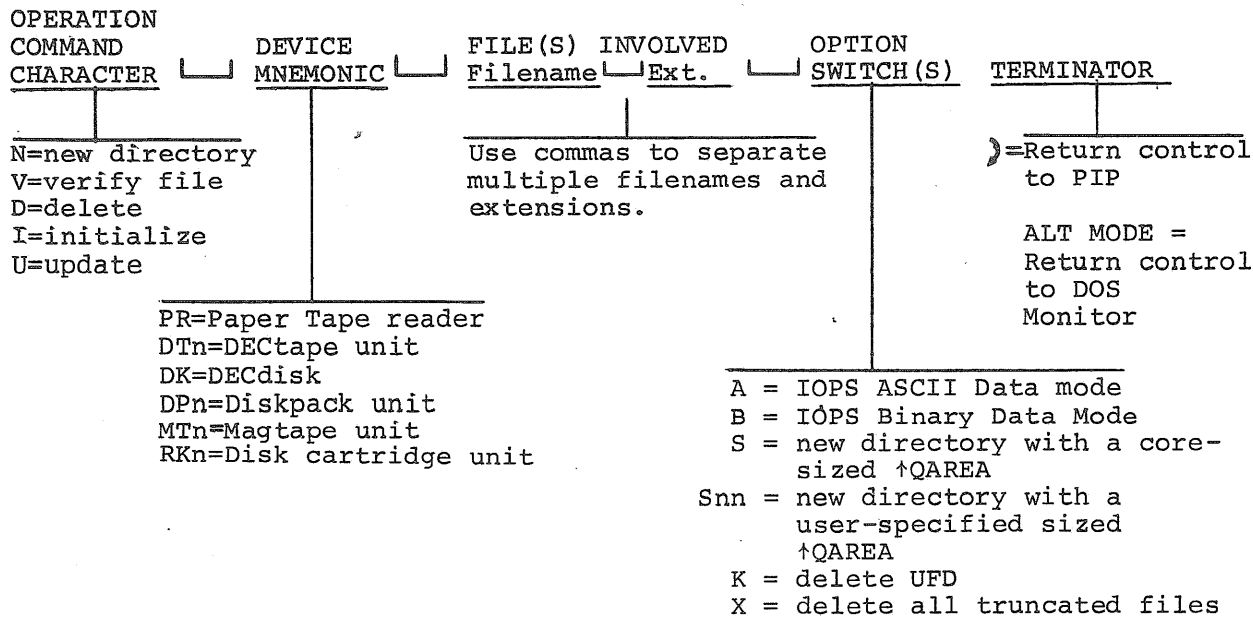 OPERATION
COMMAND
CHARACTER
DEVICE
MNEMONIC
FILE(S) INVOLVED
Filename Ext.
OPTION
SWITCH(S)
TERMINATOR
N=new directory
V=verify file
D=delete
I=initialize
U=update
PR=Paper Tape reader
DTn=DECtape unit
DK=DECdisk
DPn=Diskpack unit
MTn=Magtape unit
RKn=Disk cartridge unit
Use commas to separate
multiple filenames and
extensions.
A = IOPS ASCII Data mode
B = IOPS Binary Data Mode
S = new directory with a core-
sized ↑QAREA
Snn = new directory with a
user-specified sized
↑QAREA
K = delete UFD
X = delete all truncated files
)=Return control
to PIP
ALT MODE =
Return control
to DOS
Monitor